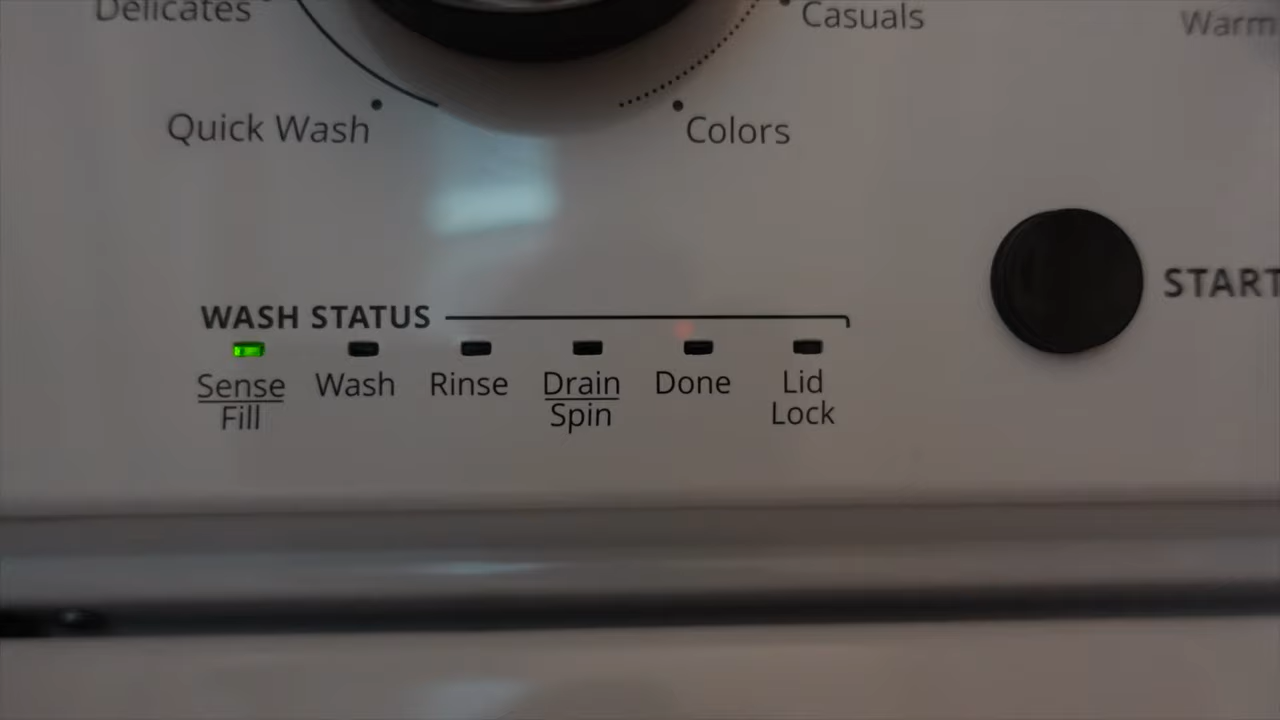 Delicates
Casuals
Warm
Quick Wash
Colors
START
WASH STATUS
Sense
Fill
Wash
Rinse
Drain
Spin
Done
Lid
Lock